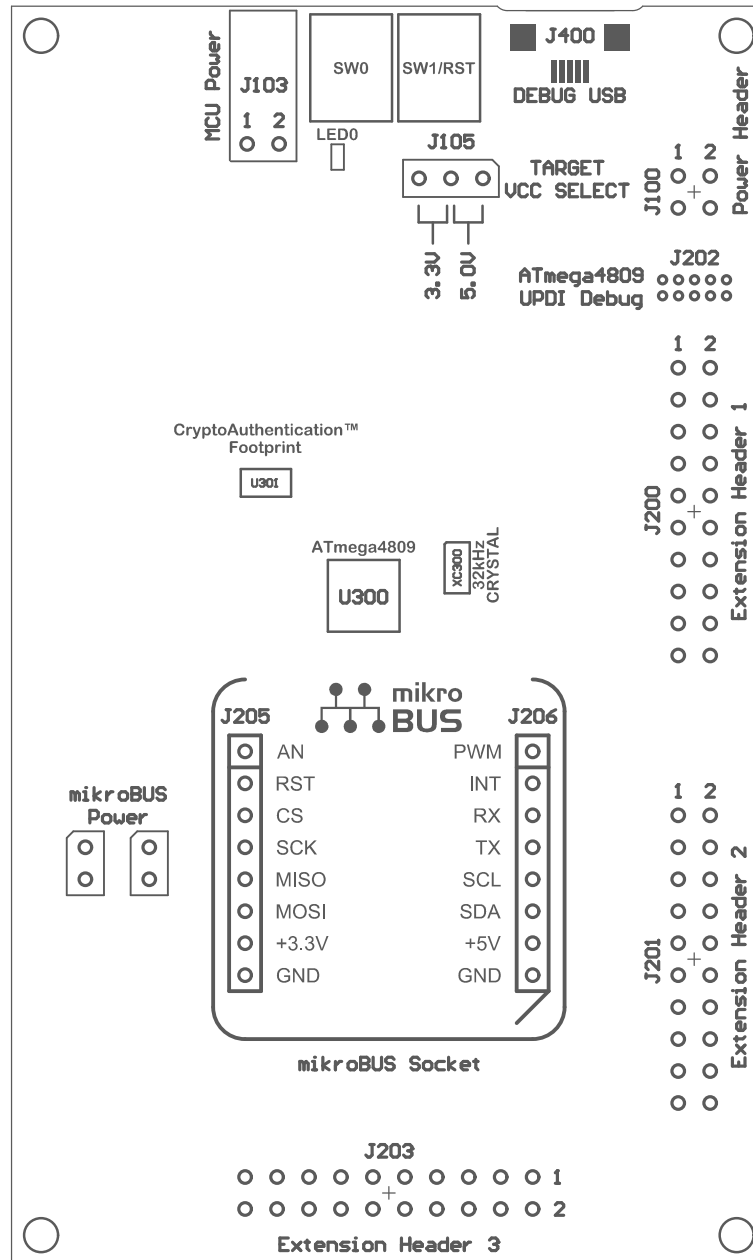 MCU Power
J103
1 2
SW0
SW1/RST
J400
DEBUG USB
LED0
J105
TARGET
VCC SELECT
3.3V
5.0V
1 2
J100
Power Header
J202
ATmega4809
UPDI Debug
1 2
J200
Extension Header 1
CryptoAuthentication™
Footprint
U301
ATmega4809
U300
XC300
32kHz
CRYSTAL
mikro
BUS
J205
J206
AN
PWM
RST
INT
CS
RX
SCK
TX
MISO
SCL
MOSI
SDA
+3.3V
+5V
GND
GND
mikroBUS
Power
mikroBUS Socket
1 2
J201
Extension Header 2
J203
1
2
Extension Header 3